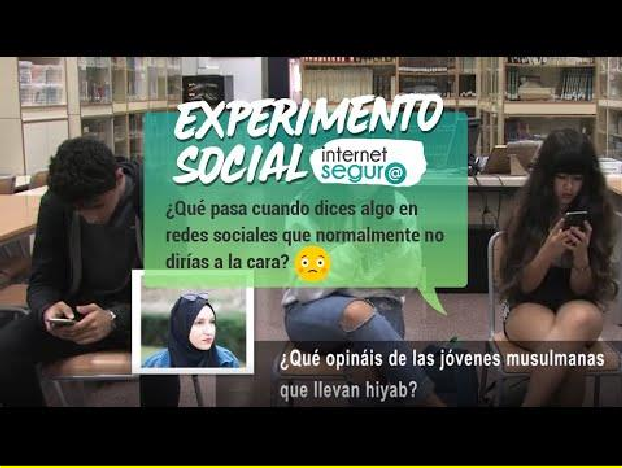 EXPERIMENTO
SOCIAL internet
segur@
¿Qué pasa cuando dices algo en
redes sociales que normalmente no
dirías a la cara?
¿Qué opináis de las jóvenes musulmanas
que llevan hiyab?